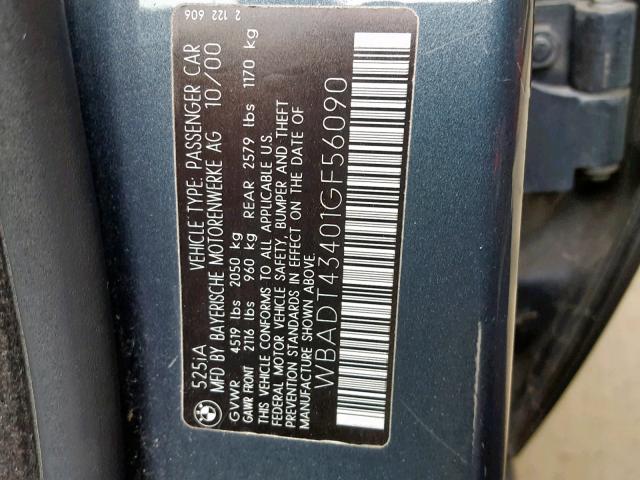 525iA VEHICLE TYPE: PASSENGER CAR
MFD BY BAYERISCHE MOTORENWERKE AG 10/00
GVWR 4519 lbs 2050 kg
GAWR FRONT 2116 lbs 960 kg REAR 2579 lbs 1170 kg
THIS VEHICLE CONFORMS TO ALL APPLICABLE U.S.
FEDERAL MOTOR VEHICLE SAFETY, BUMPER AND THEFT
PREVENTION STANDARDS IN EFFECT ON THE DATE OF
MANUFACTURE SHOWN ABOVE.
WBADT43401GF56090
2 122 606